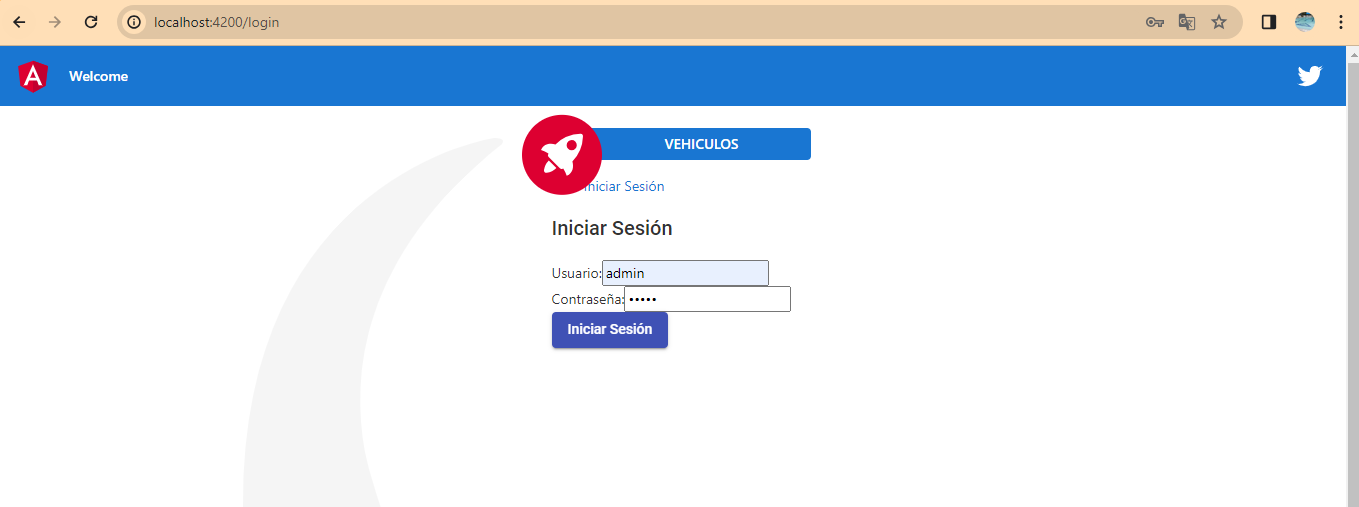 localhost:4200/login
Welcome
VEHICULOS
Iniciar Sesión
Iniciar Sesión
Usuario: admin
Contraseña: •••••
Iniciar Sesión